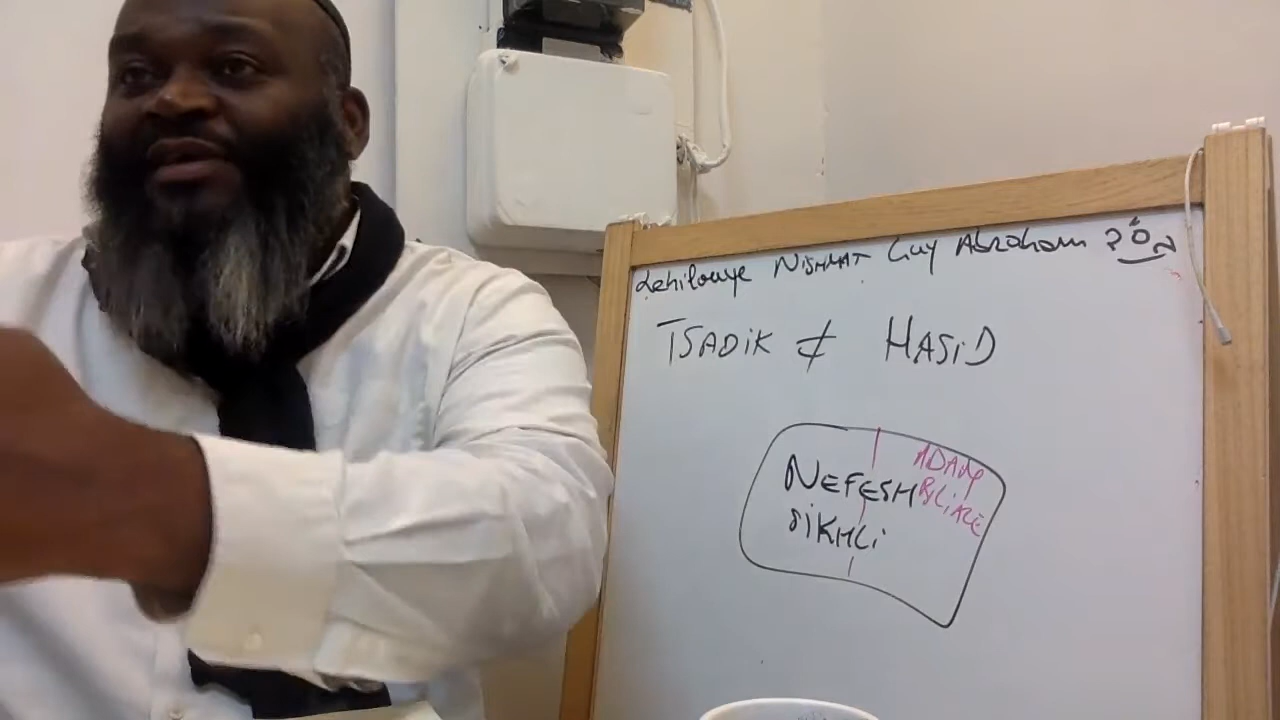 Lehilouye NISHMAT Guy Abraham
TSADIK ⊄ HASID
NEFESH
SIKHLI
ADAM
BLiAL